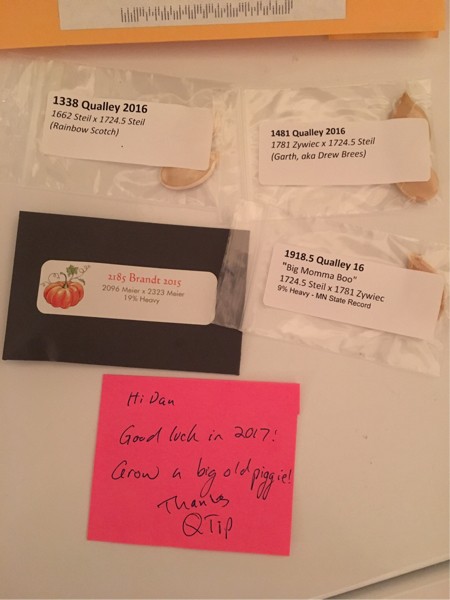 1338 Qualley 2016
1662 Steil x 1724.5 Steil
(Rainbow Scotch)
1481 Qualley 2016
1781 Zywiec x 1724.5 Steil
(Garth, aka Drew Brees)
2185 Brandt 2015
2096 Meier x 2323 Meier
19% Heavy
1918.5 Qualley 16
"Big Momma Boo"
1724.5 Steil x 1781 Zywiec
9% Heavy - MN State Record
Hi Dan
Good luck in 2017!
Grow a big old piggie!
Thanks
QTip